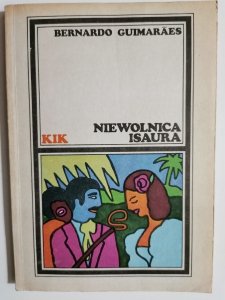 BERNARDO GUIMARÃES
KIK
NIEWOLNICA
ISAURA